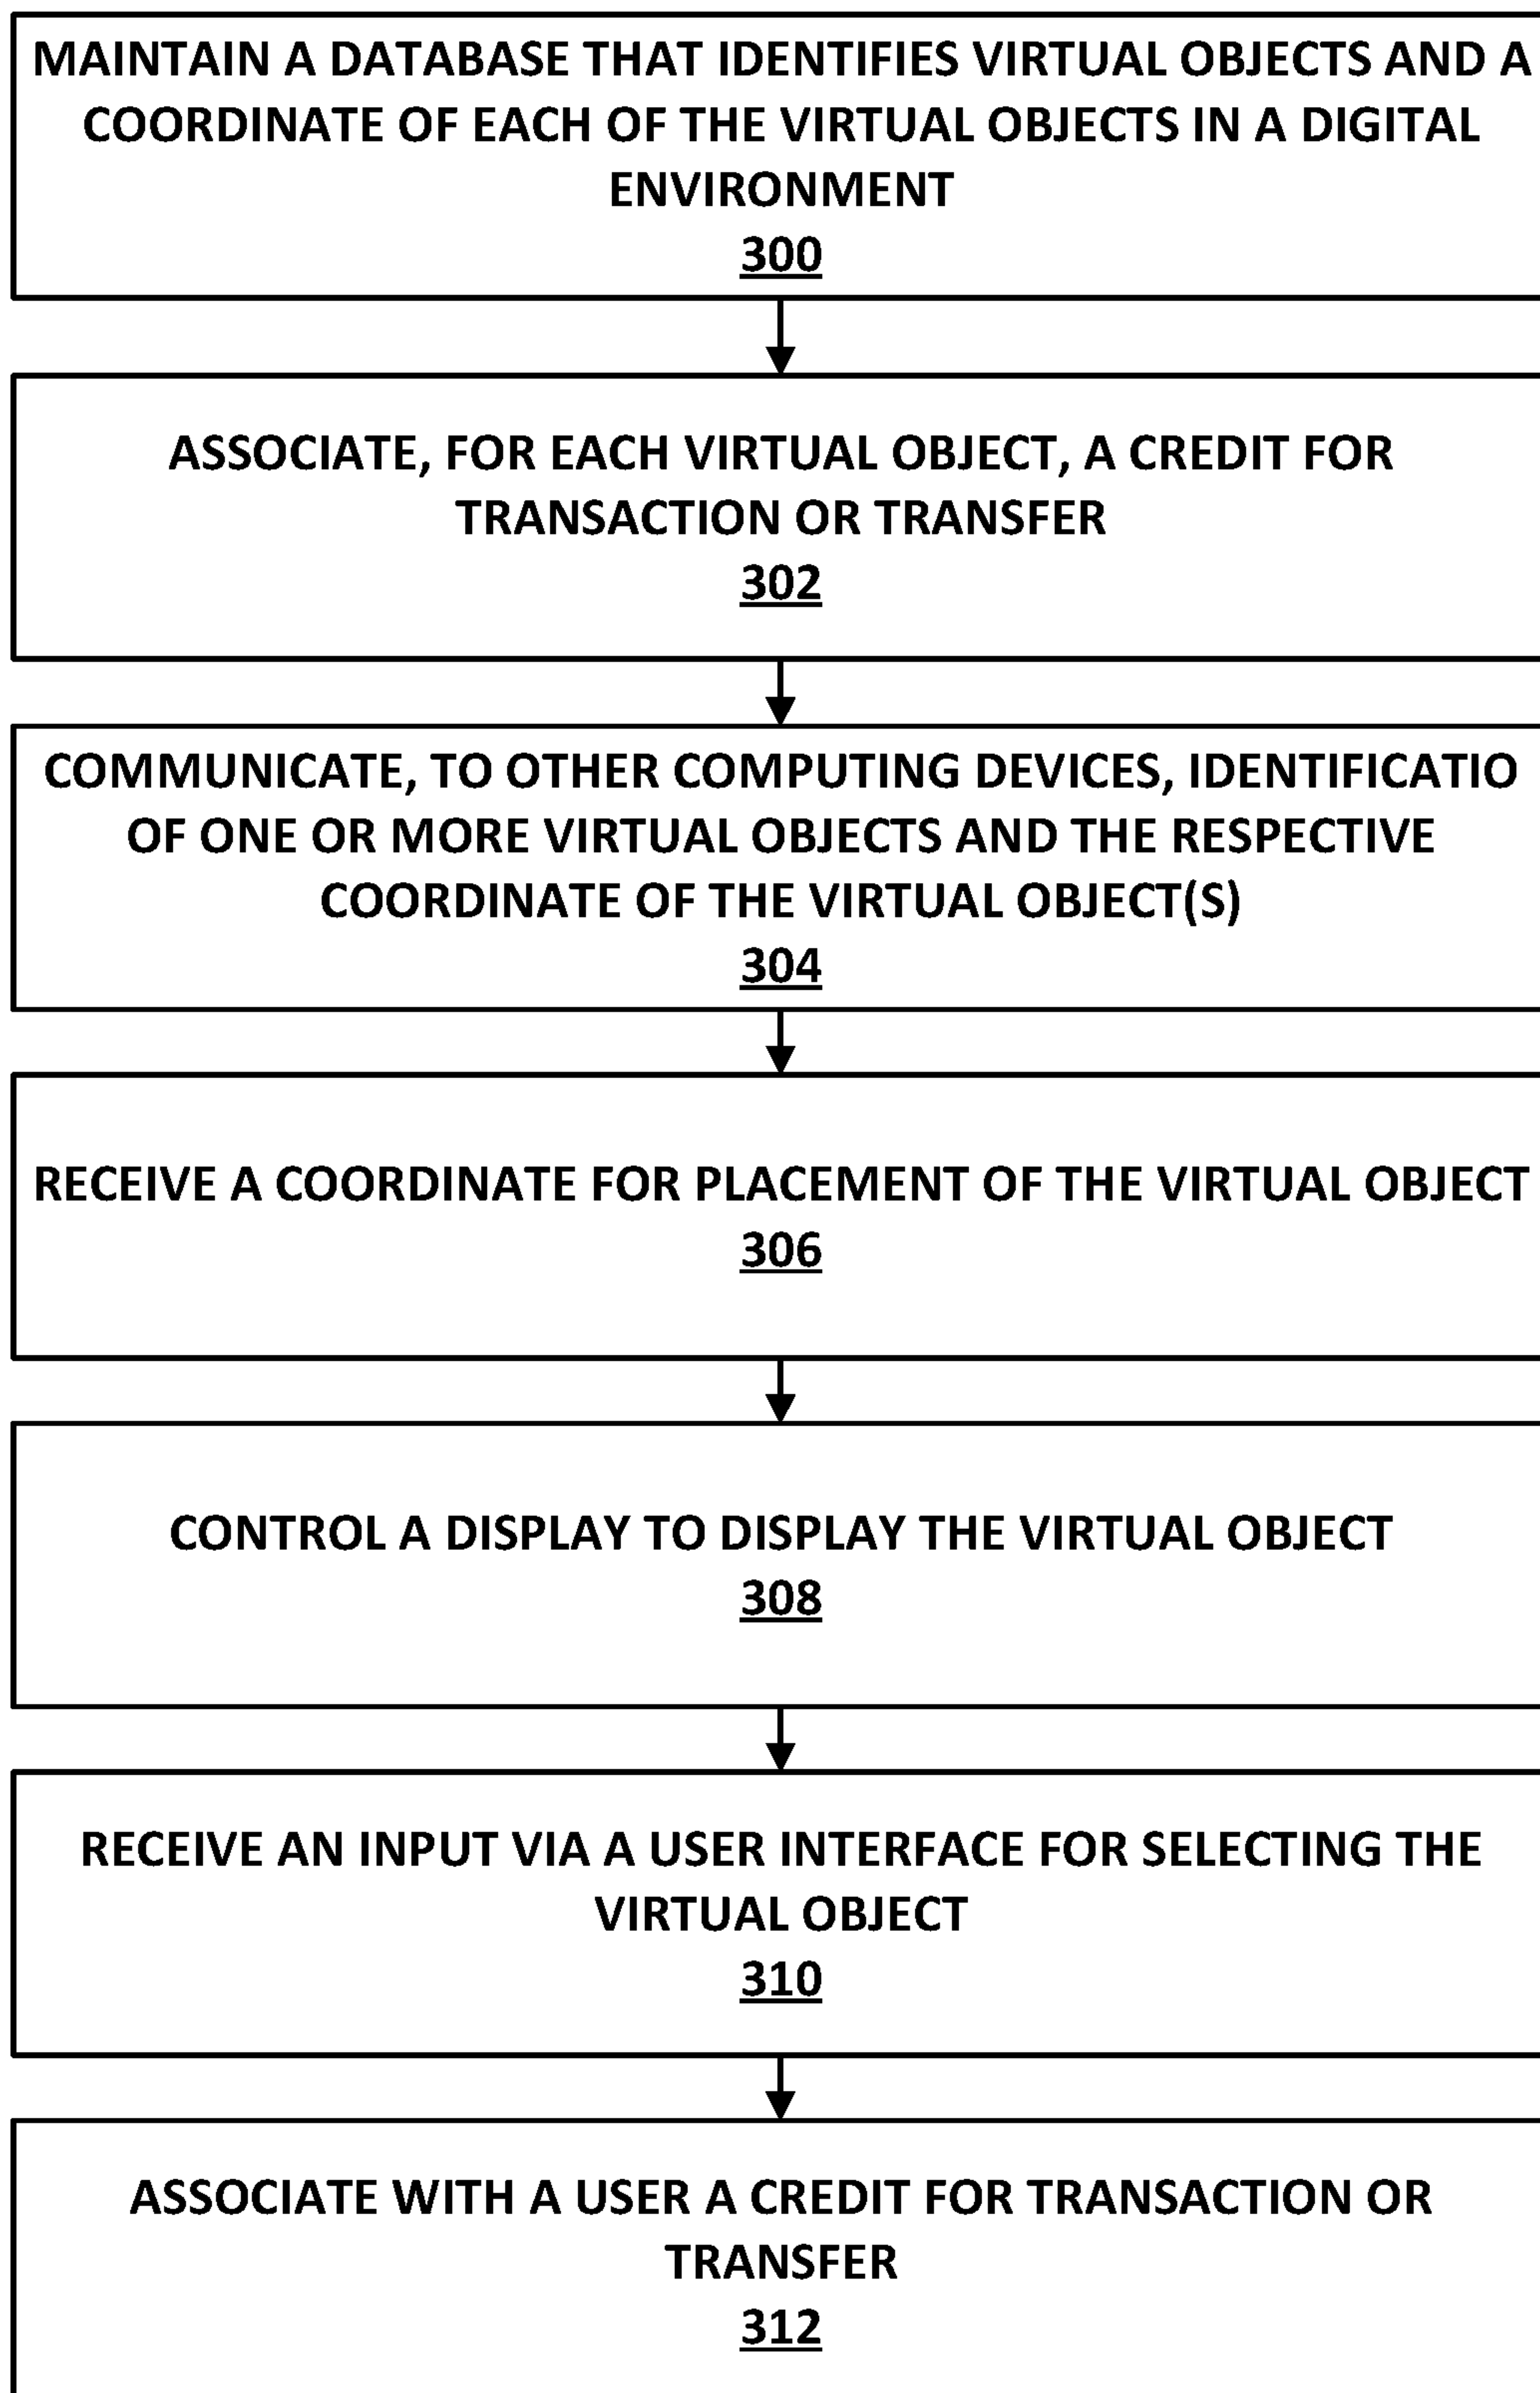 MAINTAIN A DATABASE THAT IDENTIFIES VIRTUAL OBJECTS AND A
COORDINATE OF EACH OF THE VIRTUAL OBJECTS IN A DIGITAL
ENVIRONMENT
300
ASSOCIATE, FOR EACH VIRTUAL OBJECT, A CREDIT FOR
TRANSACTION OR TRANSFER
302
COMMUNICATE, TO OTHER COMPUTING DEVICES, IDENTIFICATIO
OF ONE OR MORE VIRTUAL OBJECTS AND THE RESPECTIVE
COORDINATE OF THE VIRTUAL OBJECT(S)
304
RECEIVE A COORDINATE FOR PLACEMENT OF THE VIRTUAL OBJECT
306
CONTROL A DISPLAY TO DISPLAY THE VIRTUAL OBJECT
308
RECEIVE AN INPUT VIA A USER INTERFACE FOR SELECTING THE
VIRTUAL OBJECT
310
ASSOCIATE WITH A USER A CREDIT FOR TRANSACTION OR
TRANSFER
312